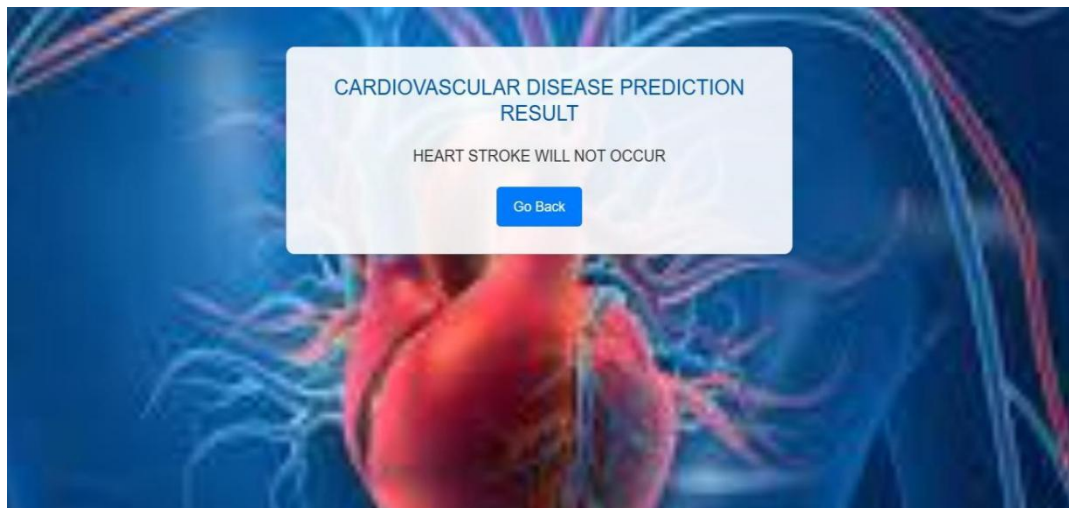 CARDIOVASCULAR DISEASE PREDICTION
RESULT
HEART STROKE WILL NOT OCCUR
Go Back